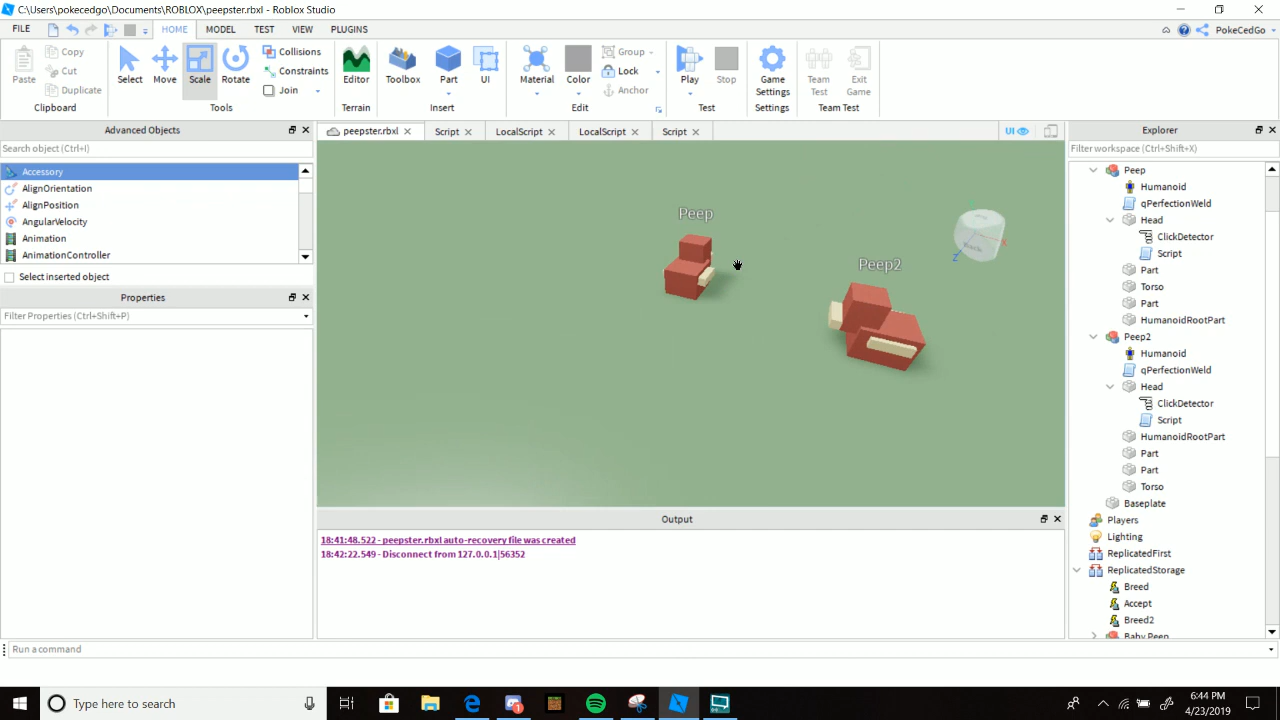 C:\Users\pokecedgo\Documents\ROBLOX\peepster.rbxl - Roblox Studio
FILE HOME MODEL TEST VIEW PLUGINS PokeCedGo
Paste Copy Cut Duplicate Clipboard
Select Move Scale Rotate Collisions Constraints Join Tools
Editor Terrain
Toolbox Part UI Insert
Material Color Group Lock Anchor Edit
Play Stop Test
Game Settings Settings
Team Test Exit Game Team Test
Advanced Objects
Search object (Ctrl+I)
Accessory
AlignOrientation
AlignPosition
AngularVelocity
Animation
AnimationController
Select inserted object
Properties
Filter Properties (Ctrl+Shift+P)
peepster.rbxl Script LocalScript LocalScript Script UI
Peep
Peep2
Back
X
Z
Output
18:41:48.522 - peepster.rbxl auto-recovery file was created
18:42:22.549 - Disconnect from 127.0.0.1|56352
Explorer
Filter workspace (Ctrl+Shift+X)
Peep
Humanoid
qPerfectionWeld
Head
ClickDetector
Script
Part
Torso
Part
HumanoidRootPart
Peep2
Humanoid
qPerfectionWeld
Head
ClickDetector
Script
HumanoidRootPart
Part
Part
Torso
Baseplate
Players
Lighting
ReplicatedFirst
ReplicatedStorage
Breed
Accept
Breed2
Baby Peep
Run a command
Type here to search
6:44 PM
4/23/2019